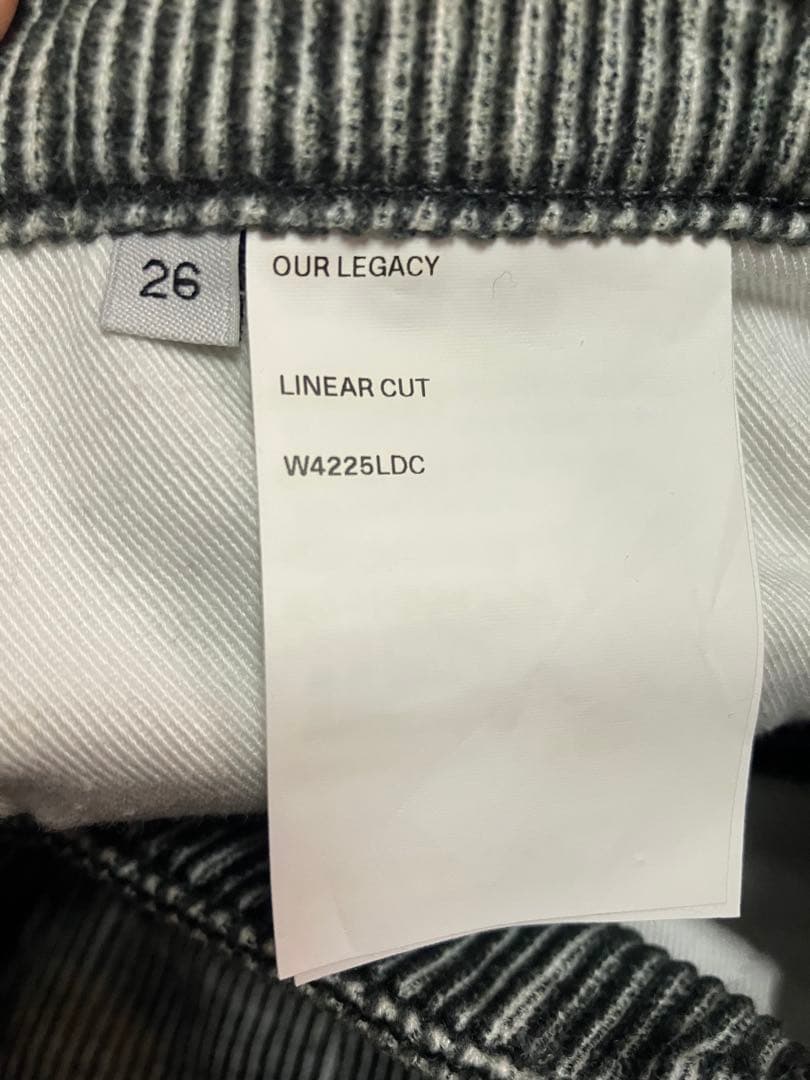 26
OUR LEGACY
LINEAR CUT
W4225LDC